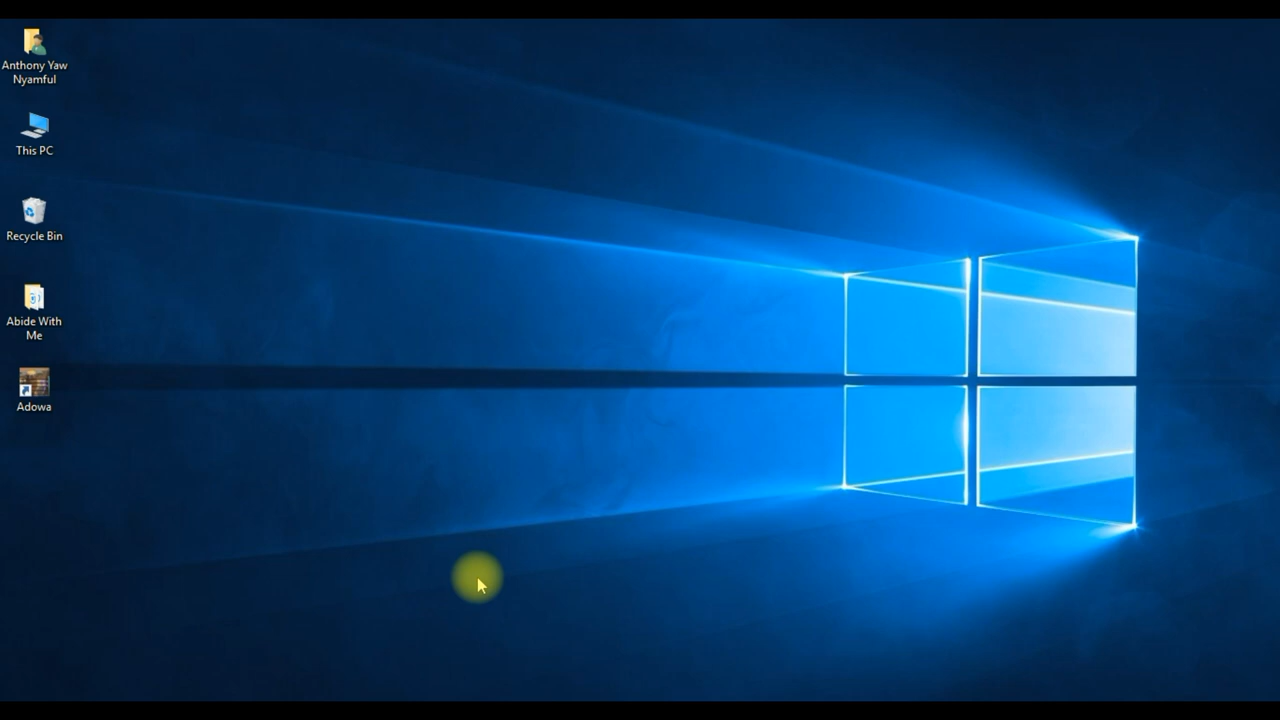 Anthony Yaw
Nyamful
This PC
Recycle Bin
Abide With
Me
Adowa